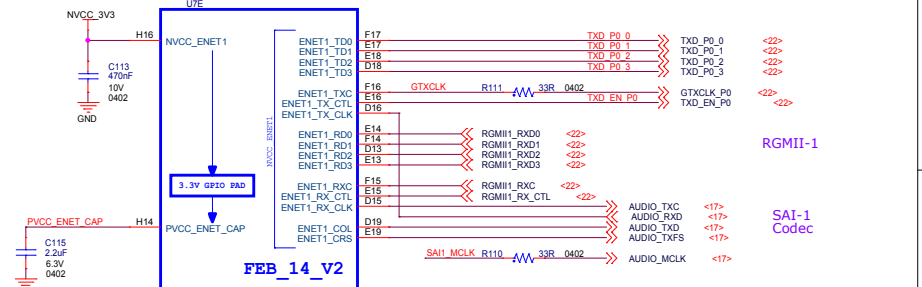 U7E
NVCC_3V3
H16
NVCC_ENET1
C113
470nF
10V
0402
GND
3.3V GPIO PAD
PVCC_ENET_CAP
H14
PVCC_ENET_CAP
C115
2.2uF
6.3V
0402
FEB_14_V2
NVCC_ENET1
ENET1_TD0 F17 TXD_P0_0 TXD_P0_0 <22>
ENET1_TD1 E17 TXD_P0_1 TXD_P0_1 <22>
ENET1_TD2 E18 TXD_P0_2 TXD_P0_2 <22>
ENET1_TD3 D18 TXD_P0_3 TXD_P0_3 <22>
ENET1_TXC F16 GTXCLK R111 33R 0402 GTXCLK_P0 <22>
ENET1_TX_CTL E16 TXD_EN_P0 TXD_EN_P0 <22>
ENET1_TX_CLK D16
ENET1_RD0 E14 RGMII1_RXD0 <22>
ENET1_RD1 F14 RGMII1_RXD1 <22>
ENET1_RD2 D13 RGMII1_RXD2 <22>
ENET1_RD3 E13 RGMII1_RXD3 <22>
RGMII-1
ENET1_RXC F15 RGMII1_RXC <22>
ENET1_RX_CTL E15 RGMII1_RX_CTL <22>
ENET1_RX_CLK D15 AUDIO_TXC <17>
AUDIO_RXD <17>
ENET1_COL D19 AUDIO_TXD <17>
ENET1_CRS E19 AUDIO_TXFS <17>
SAI-1
Codec
SAI1_MCLK R110 33R 0402 AUDIO_MCLK <17>